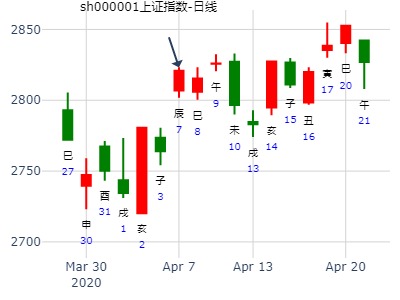 sh000001上证指数-日线
2850
2800
2750
2700
巳
27
申
30
酉
31
戌
1
亥
2
子
3
辰
7
巳
8
午
9
未
10
戌
13
亥
14
子
15
丑
16
寅
17
巳
20
午
21
Mar 30
2020
Apr 7
Apr 13
Apr 20